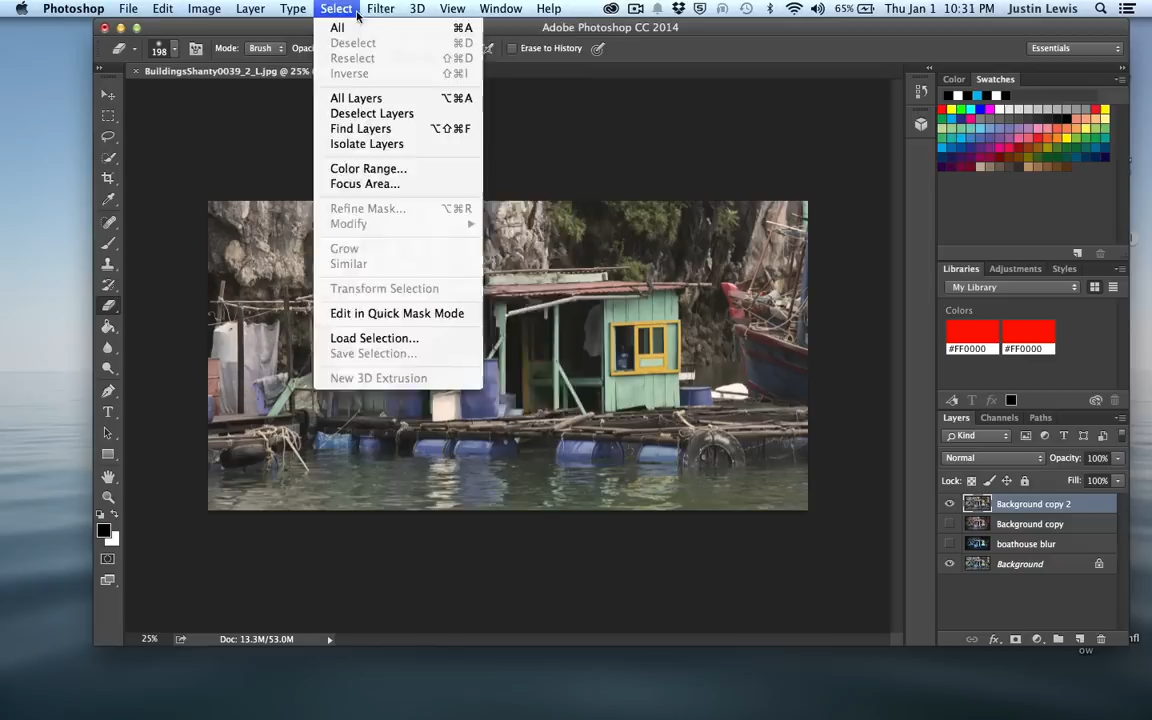 Photoshop File Edit Image Layer Type Select Filter 3D View Window Help 65% Thu Jan 1 10:31 PM Justin Lewis
Adobe Photoshop CC 2014
198 Mode: Brush Opaci Erase to History Essentials
× BuildingsShanty0039_2_L.jpg @ 25%
All ⌘A
Deselect ⌘D
Reselect ⇧⌘D
Inverse ⇧⌘I
All Layers ⌥⌘A
Deselect Layers
Find Layers ⌥⇧⌘F
Isolate Layers
Color Range...
Focus Area...
Refine Mask... ⌥⌘R
Modify
Grow
Similar
Transform Selection
Edit in Quick Mask Mode
Load Selection...
Save Selection...
New 3D Extrusion
Color Swatches
Libraries Adjustments Styles
My Library
Colors
#FF0000 #FF0000
Layers Channels Paths
Kind
Normal Opacity: 100%
Lock: Fill: 100%
Background copy 2
Background copy
boathouse blur
Background
25% Doc: 13.3M/53.0M
nfl
ow